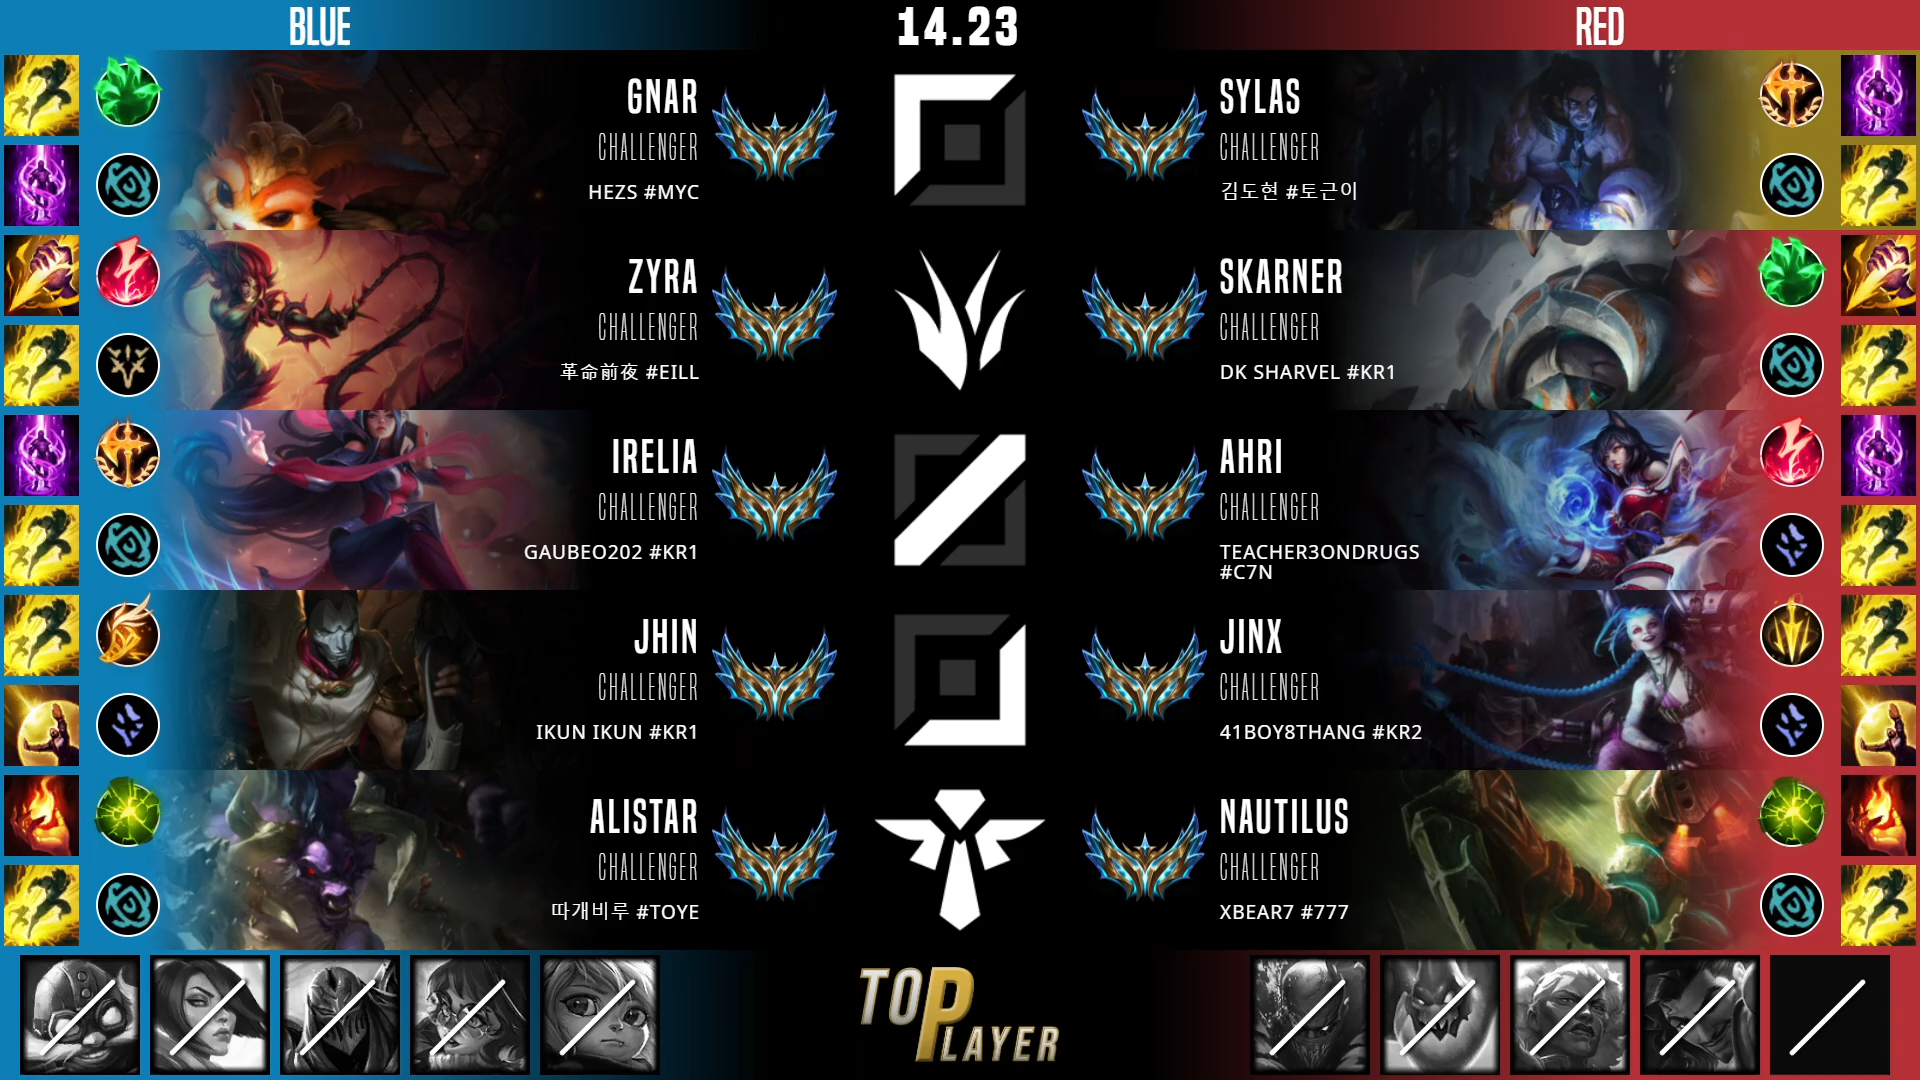 BLUE
14.23
RED
GNAR
CHALLENGER
HEZS #MYC
SYLAS
CHALLENGER
김도현 #토근이
ZYRA
CHALLENGER
革命前夜 #EILL
SKARNER
CHALLENGER
DK SHARVEL #KR1
IRELIA
CHALLENGER
GAUBEO202 #KR1
AHRI
CHALLENGER
TEACHER3ONDRUGS
#C7N
JHIN
CHALLENGER
IKUN IKUN #KR1
JINX
CHALLENGER
41BOY8THANG #KR2
ALISTAR
CHALLENGER
따개비루 #TOYE
NAUTILUS
CHALLENGER
XBEAR7 #777
TOP
PLAYER